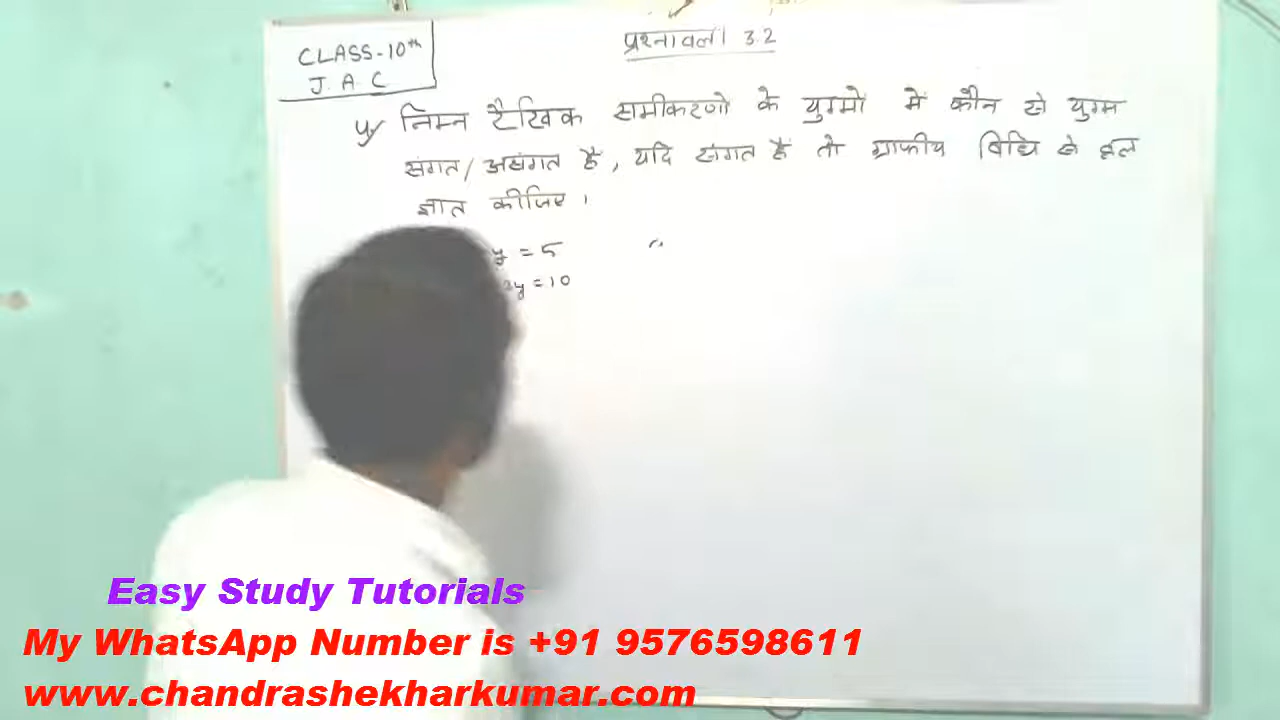 CLASS-10th
J. A. C
प्रश्नावली 3.2
4) निम्न रैखिक समीकरणो के युग्मो में कौन से युग्म
संगत/असंगत है, यदि संगत हैं तो ग्राफीय विधि से हल
ज्ञात कीजिए।
y = 5
2y = 10
Easy Study Tutorials
My WhatsApp Number is +91 9576598611
www.chandrashekharkumar.com